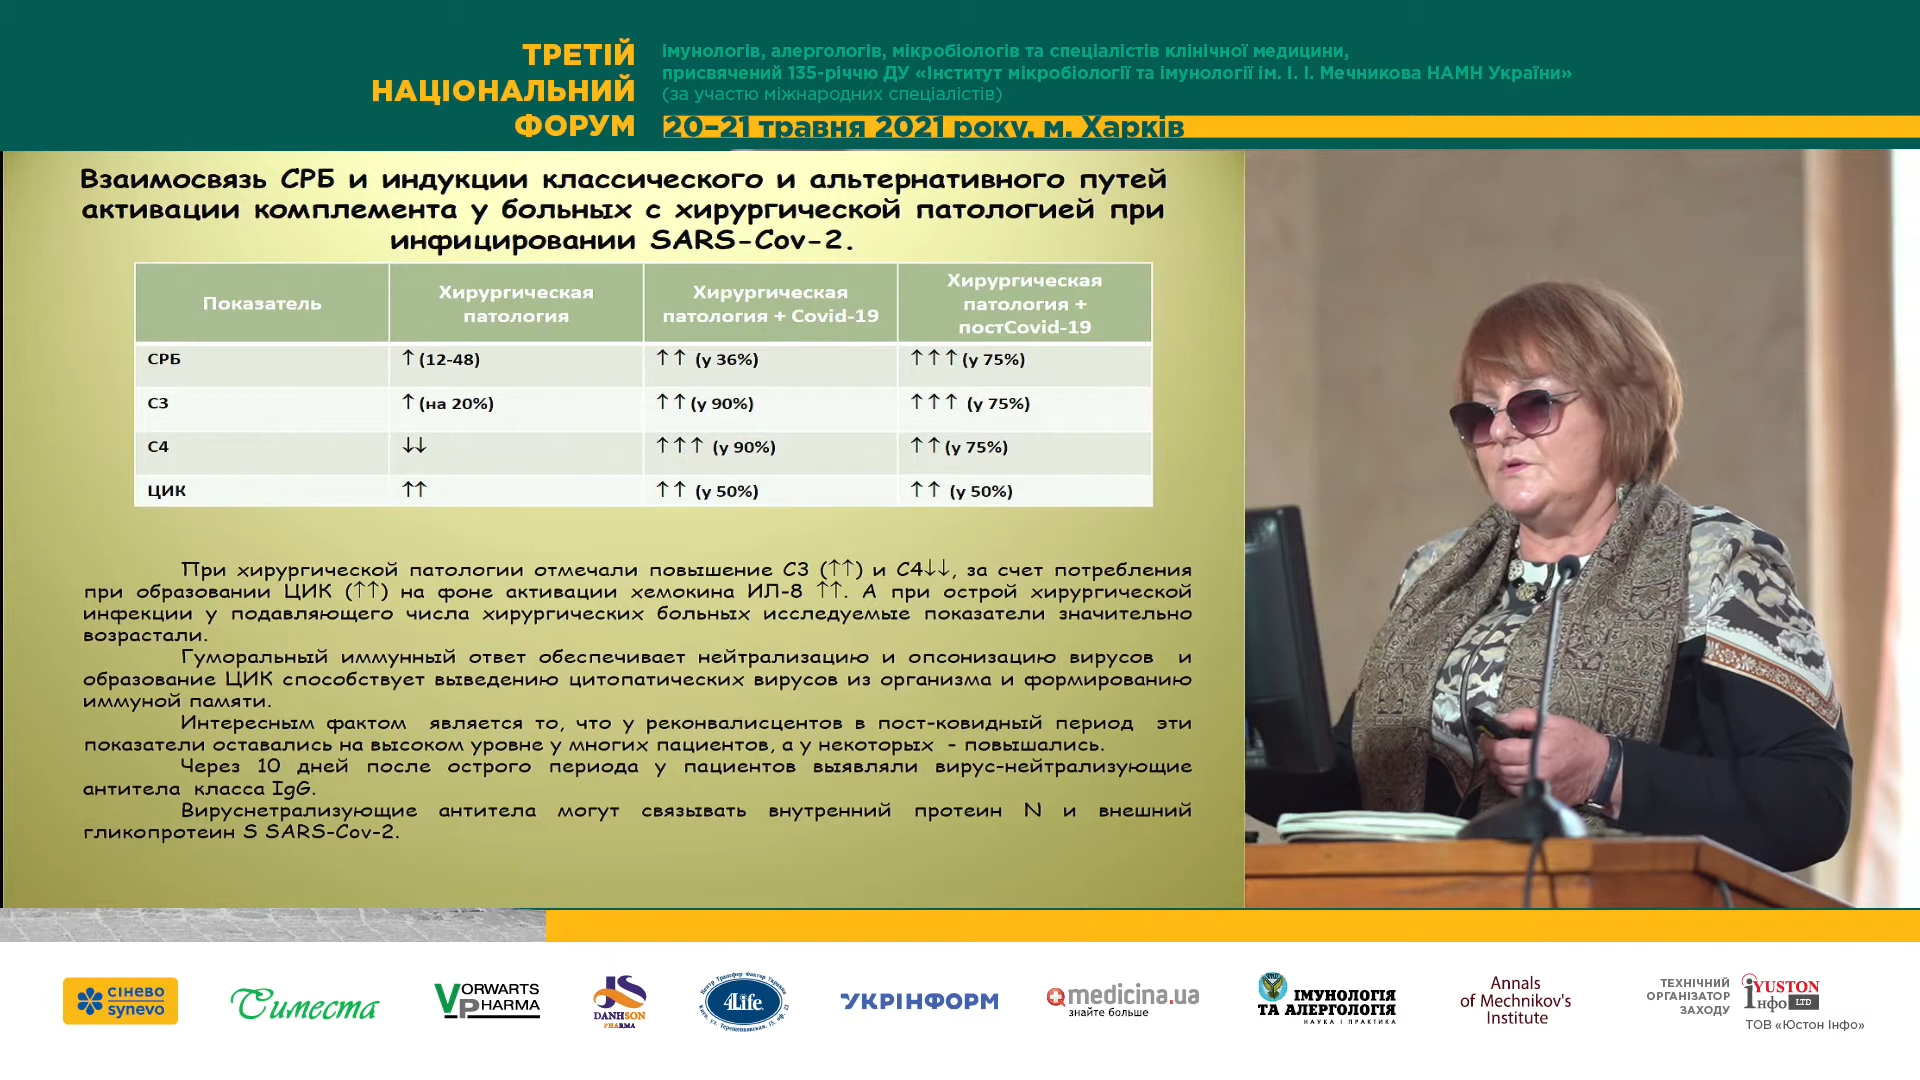 ТРЕТІЙ
НАЦІОНАЛЬНИЙ
ФОРУМ
імунологів, алергологів, мікробіологів та спеціалістів клінічної медицини,
присвячений 135-річчю ДУ «Інститут мікробіології та імунології ім. І. І. Мечникова НАМН України»
(за участю міжнародних спеціалістів)
20–21 травня 2021 року, м. Харків
Взаимосвязь СРБ и индукции классического и альтернативного путей
активации комплемента у больных с хирургической патологией при
инфицировании SARS-Cov-2.
Показатель
Хирургическая
патология
Хирургическая
патология + Covid-19
Хирургическая
патология +
постCovid-19
СРБ ↑ (12-48) ↑↑ (у 36%) ↑↑↑ (у 75%)
С3 ↑ (на 20%) ↑↑ (у 90%) ↑↑↑ (у 75%)
С4 ↓↓ ↑↑↑ (у 90%) ↑↑ (у 75%)
ЦИК ↑↑ ↑↑ (у 50%) ↑↑ (у 50%)
При хирургической патологии отмечали повышение С3 (↑↑) и С4↓↓, за счет потребления
при образовании ЦИК (↑↑) на фоне активации хемокина ИЛ-8 ↑↑. А при острой хирургической
инфекции у подавляющего числа хирургических больных исследуемые показатели значительно
возрастали.
Гуморальный иммунный ответ обеспечивает нейтрализацию и опсонизацию вирусов и
образование ЦИК способствует выведению цитопатических вирусов из организма и формированию
иммуной памяти.
Интересным фактом является то, что у реконвалисцентов в пост-ковидный период эти
показатели оставались на высоком уровне у многих пациентов, а у некоторых - повышались.
Через 10 дней после острого периода у пациентов выявляли вирус-нейтрализующие
антитела класса IgG.
Вируснетрализующие антитела могут связывать внутренний протеин N и внешний
гликопротеин S SARS-Cov-2.
СІНЕВО
synevo
Симеста
VORWARTS
PHARMA
JS
DANHSON
PHARMA
Центр Трансфер Фактор Україна
4Life
УКРІНФОРМ
medicina.ua
знайте больше
ІМУНОЛОГІЯ
ТА АЛЕРГОЛОГІЯ
НАУКА І ПРАКТИКА
Annals
of Mechnikov's
Institute
ТЕХНІЧНИЙ
ОРГАНІЗАТОР
ЗАХОДУ
YUSTON
iнфо LTD
ТОВ «Юстон Інфо»